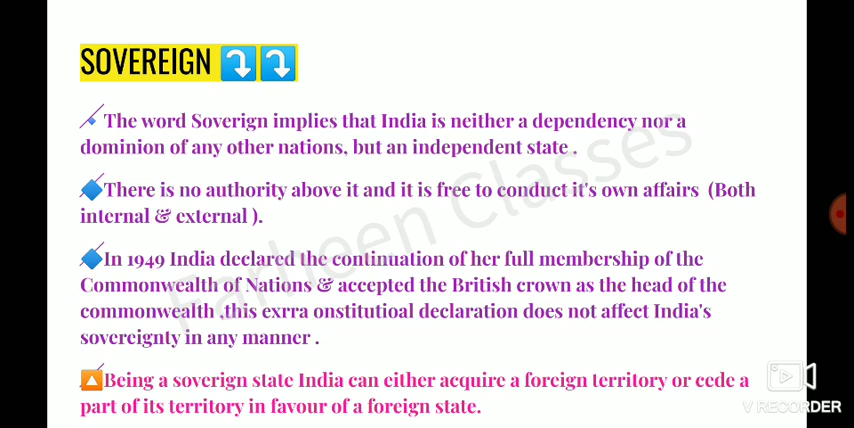 SOVEREIGN
The word Soverign implies that India is neither a dependency nor a
dominion of any other nations, but an independent state .
There is no authority above it and it is free to conduct it's own affairs (Both
internal & external ).
In 1949 India declared the continuation of her full membership of the
Commonwealth of Nations & accepted the British crown as the head of the
commonwealth ,this exrra onstitutioal declaration does not affect India's
sovereignty in any manner .
Being a soverign state India can either acquire a foreign territory or cede a
part of its territory in favour of a foreign state.
Farheen Classes
V RECORDER